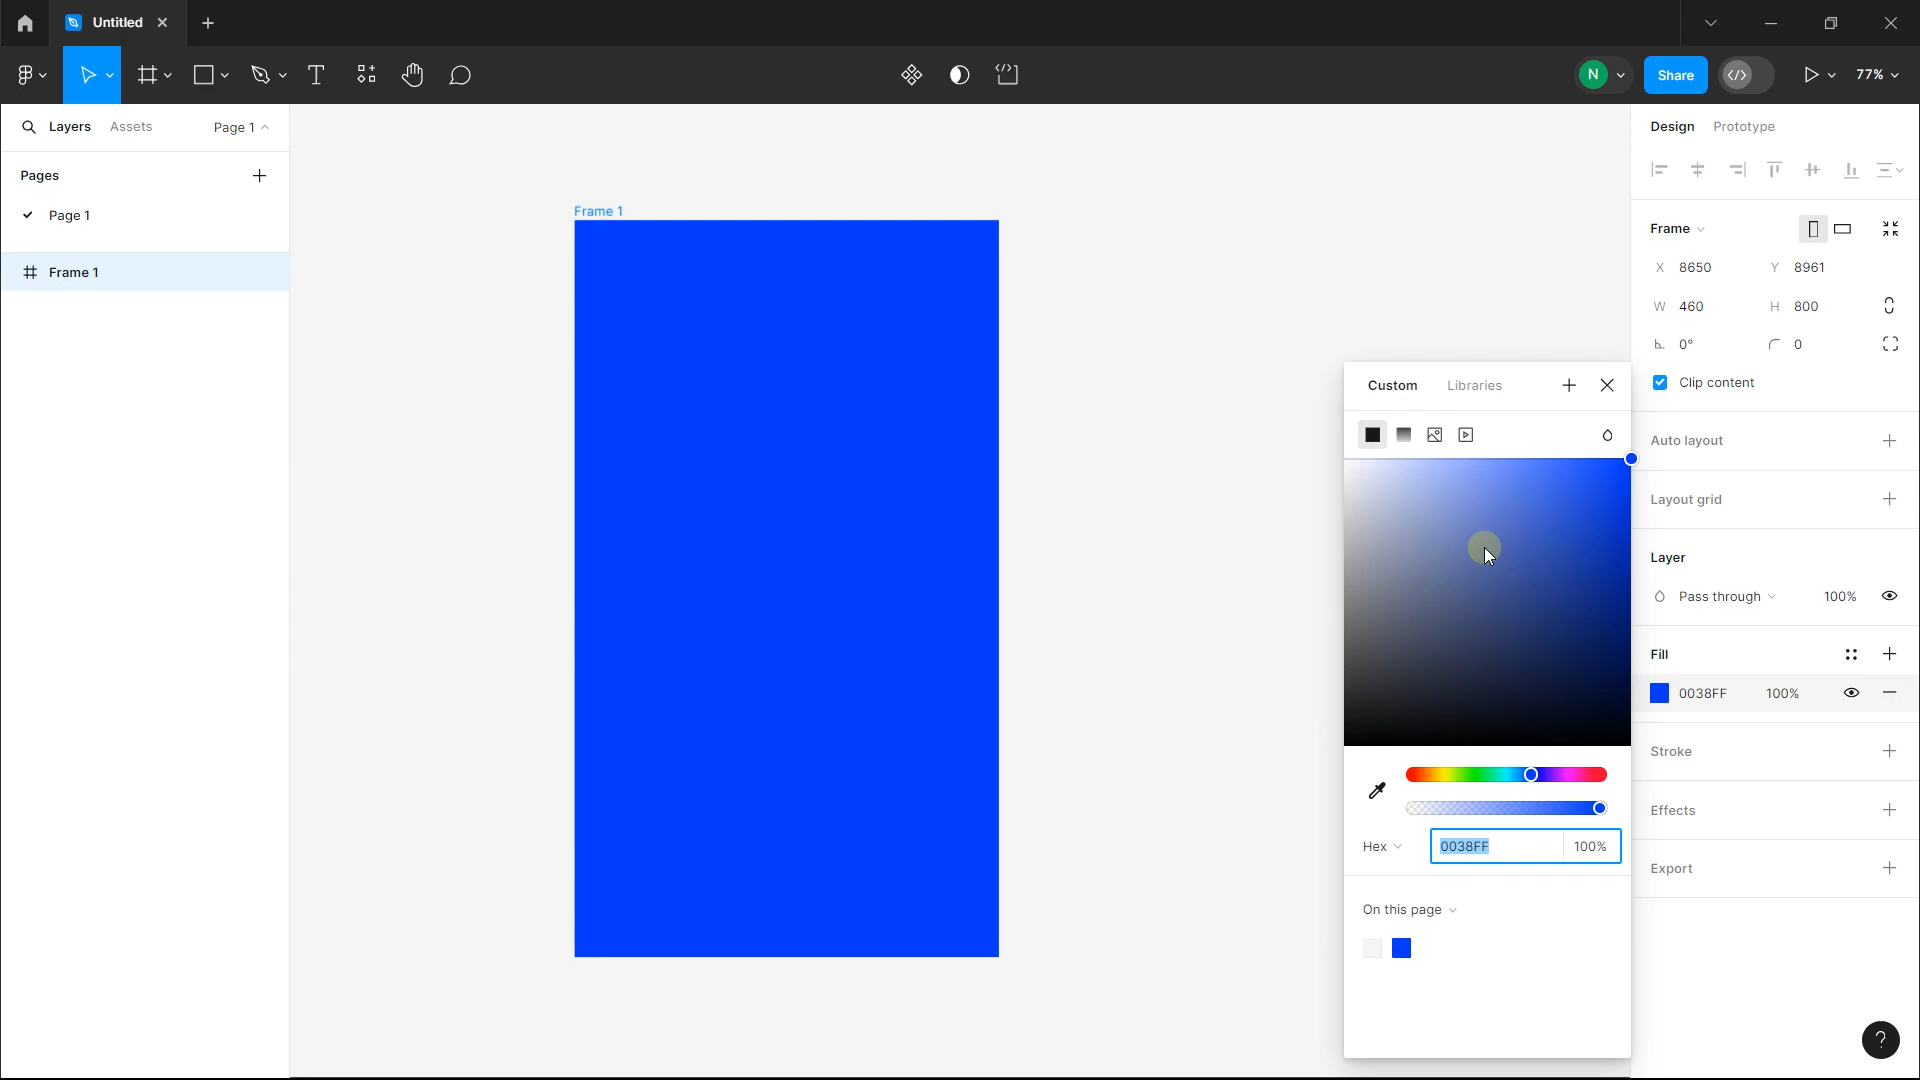 Untitled
N
Share
77%
Layers Assets Page 1
Pages
Page 1
Frame 1
Frame 1
Custom Libraries
Hex 0038FF 100%
On this page
Design Prototype
Frame
X 8650 Y 8961
W 460 H 800
0° 0
Clip content
Auto layout
Layout grid
Layer
Pass through 100%
Fill
0038FF 100%
Stroke
Effects
Export
?